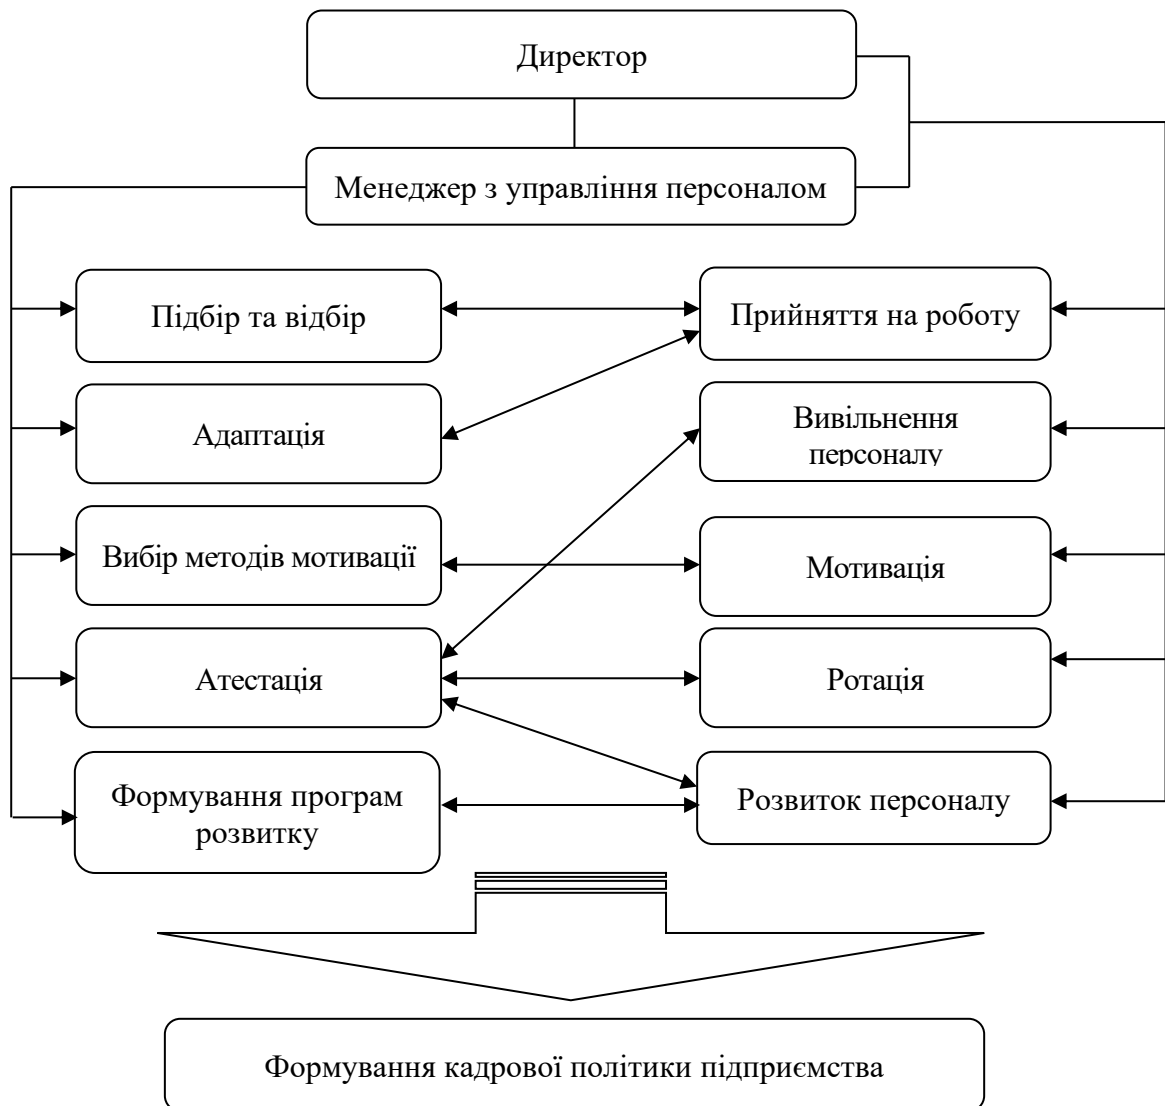 Директор
Менеджер з управління персоналом
Підбір та відбір
Прийняття на роботу
Адаптація
Вивільнення
персоналу
Вибір методів мотивації
Мотивація
Атестація
Ротація
Формування програм
розвитку
Розвиток персоналу
Формування кадрової політики підприємства